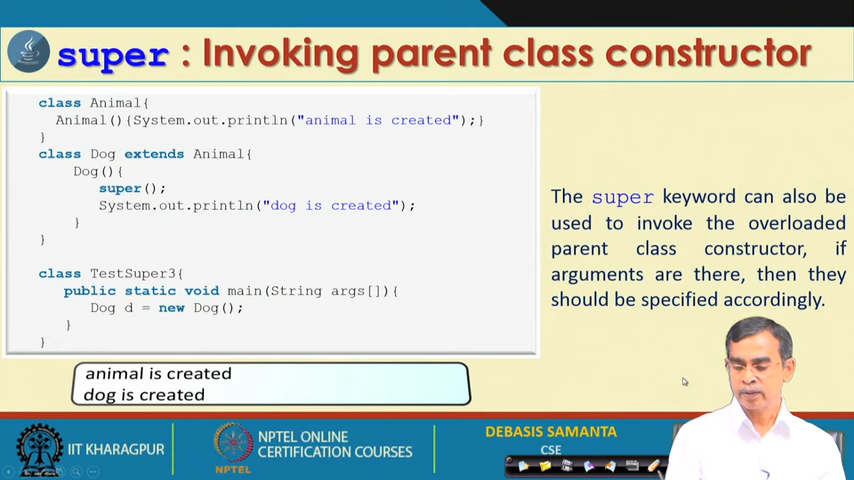 super : Invoking parent class constructor
class Animal{
Animal(){System.out.println("animal is created");}
}
class Dog extends Animal{
Dog(){
super();
System.out.println("dog is created");
}
}
class TestSuper3{
public static void main(String args[]){
Dog d = new Dog();
}
}
The super keyword can also be
used to invoke the overloaded
parent class constructor, if
arguments are there, then they
should be specified accordingly.
animal is created
dog is created
IIT KHARAGPUR
NPTEL
NPTEL ONLINE
CERTIFICATION COURSES
DEBASIS SAMANTA
CSE